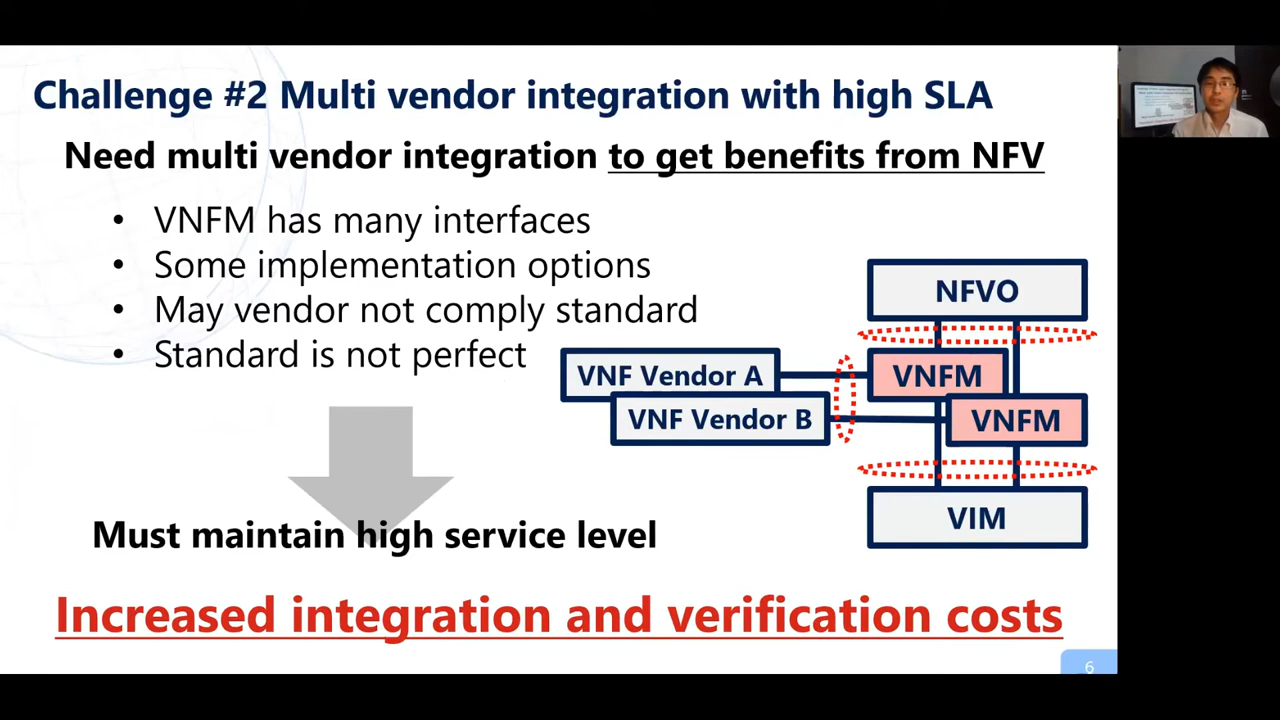 Challenge #2 Multi vendor integration with high SLA
Need multi vendor integration to get benefits from NFV
• VNFM has many interfaces
• Some implementation options
• May vendor not comply standard
• Standard is not perfect
NFVO
VNF Vendor A
VNFM
VNF Vendor B
VNFM
VIM
Must maintain high service level
Increased integration and verification costs
6